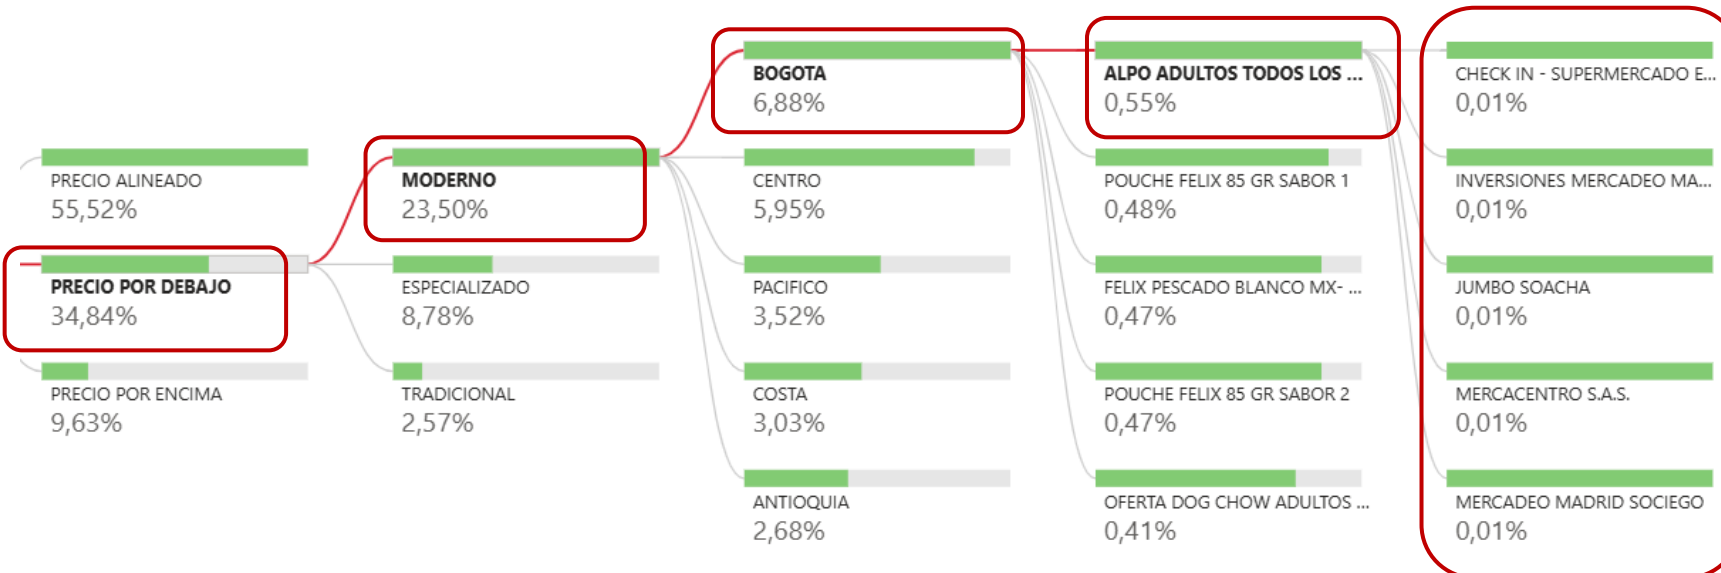 PRECIO ALINEADO
55,52%
PRECIO POR DEBAJO
34,84%
PRECIO POR ENCIMA
9,63%
MODERNO
23,50%
ESPECIALIZADO
8,78%
TRADICIONAL
2,57%
BOGOTA
6,88%
CENTRO
5,95%
PACIFICO
3,52%
COSTA
3,03%
ANTIOQUIA
2,68%
ALPO ADULTOS TODOS LOS ...
0,55%
POUCHE FELIX 85 GR SABOR 1
0,48%
FELIX PESCADO BLANCO MX- ...
0,47%
POUCHE FELIX 85 GR SABOR 2
0,47%
OFERTA DOG CHOW ADULTOS ...
0,41%
CHECK IN - SUPERMERCADO E...
0,01%
INVERSIONES MERCADEO MA...
0,01%
JUMBO SOACHA
0,01%
MERCACENTRO S.A.S.
0,01%
MERCADEO MADRID SOCIEGO
0,01%